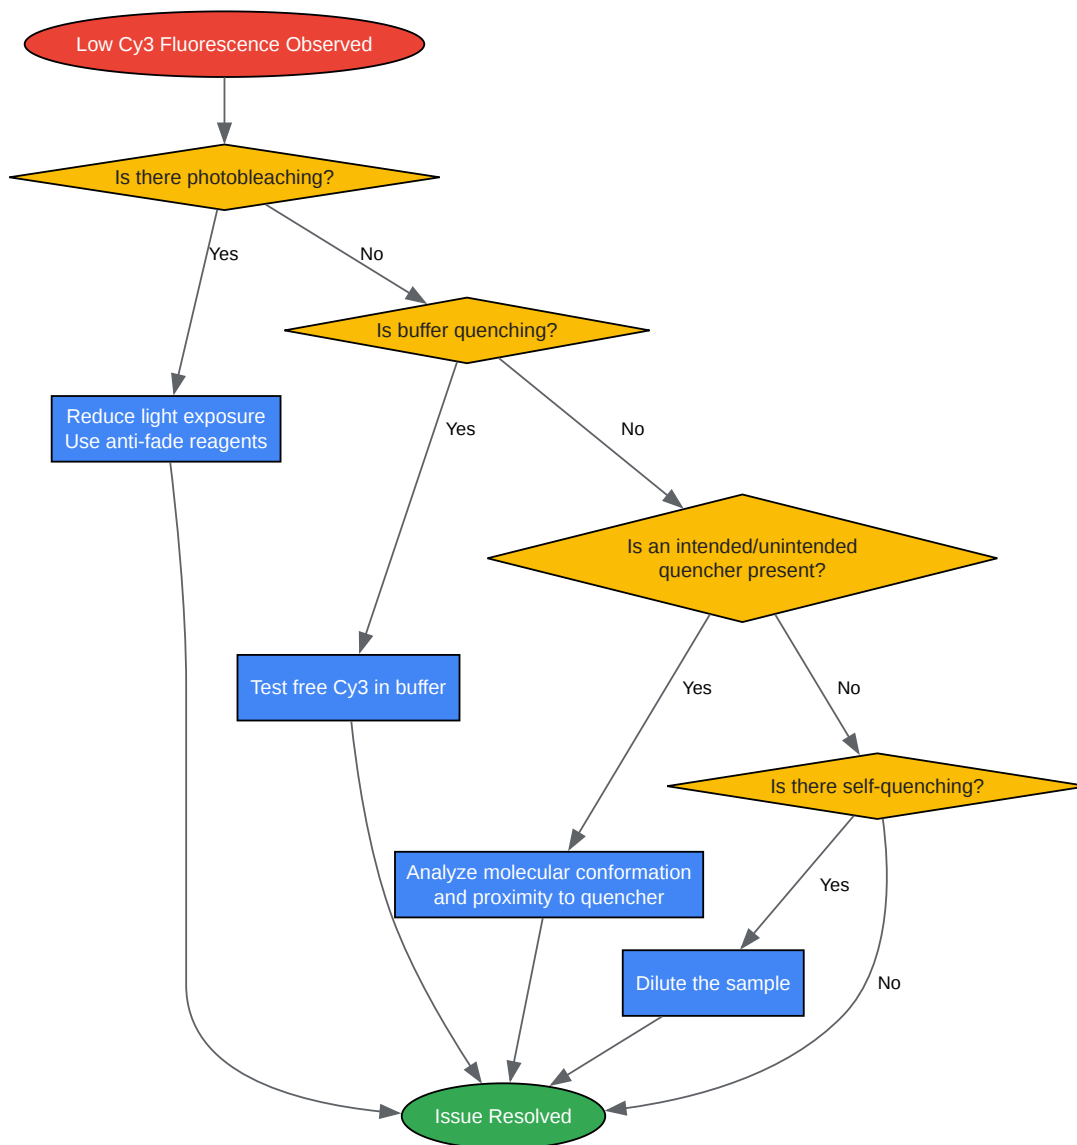 Low Cy3 Fluorescence Observed
Is there photobleaching?
Yes
No
Is buffer quenching?
Reduce light exposure
Use anti-fade reagents
Yes
No
Is an intended/unintended
quencher present?
Test free Cy3 in buffer
Yes
No
Is there self-quenching?
Analyze molecular conformation
and proximity to quencher
Yes
Dilute the sample
No
Issue Resolved